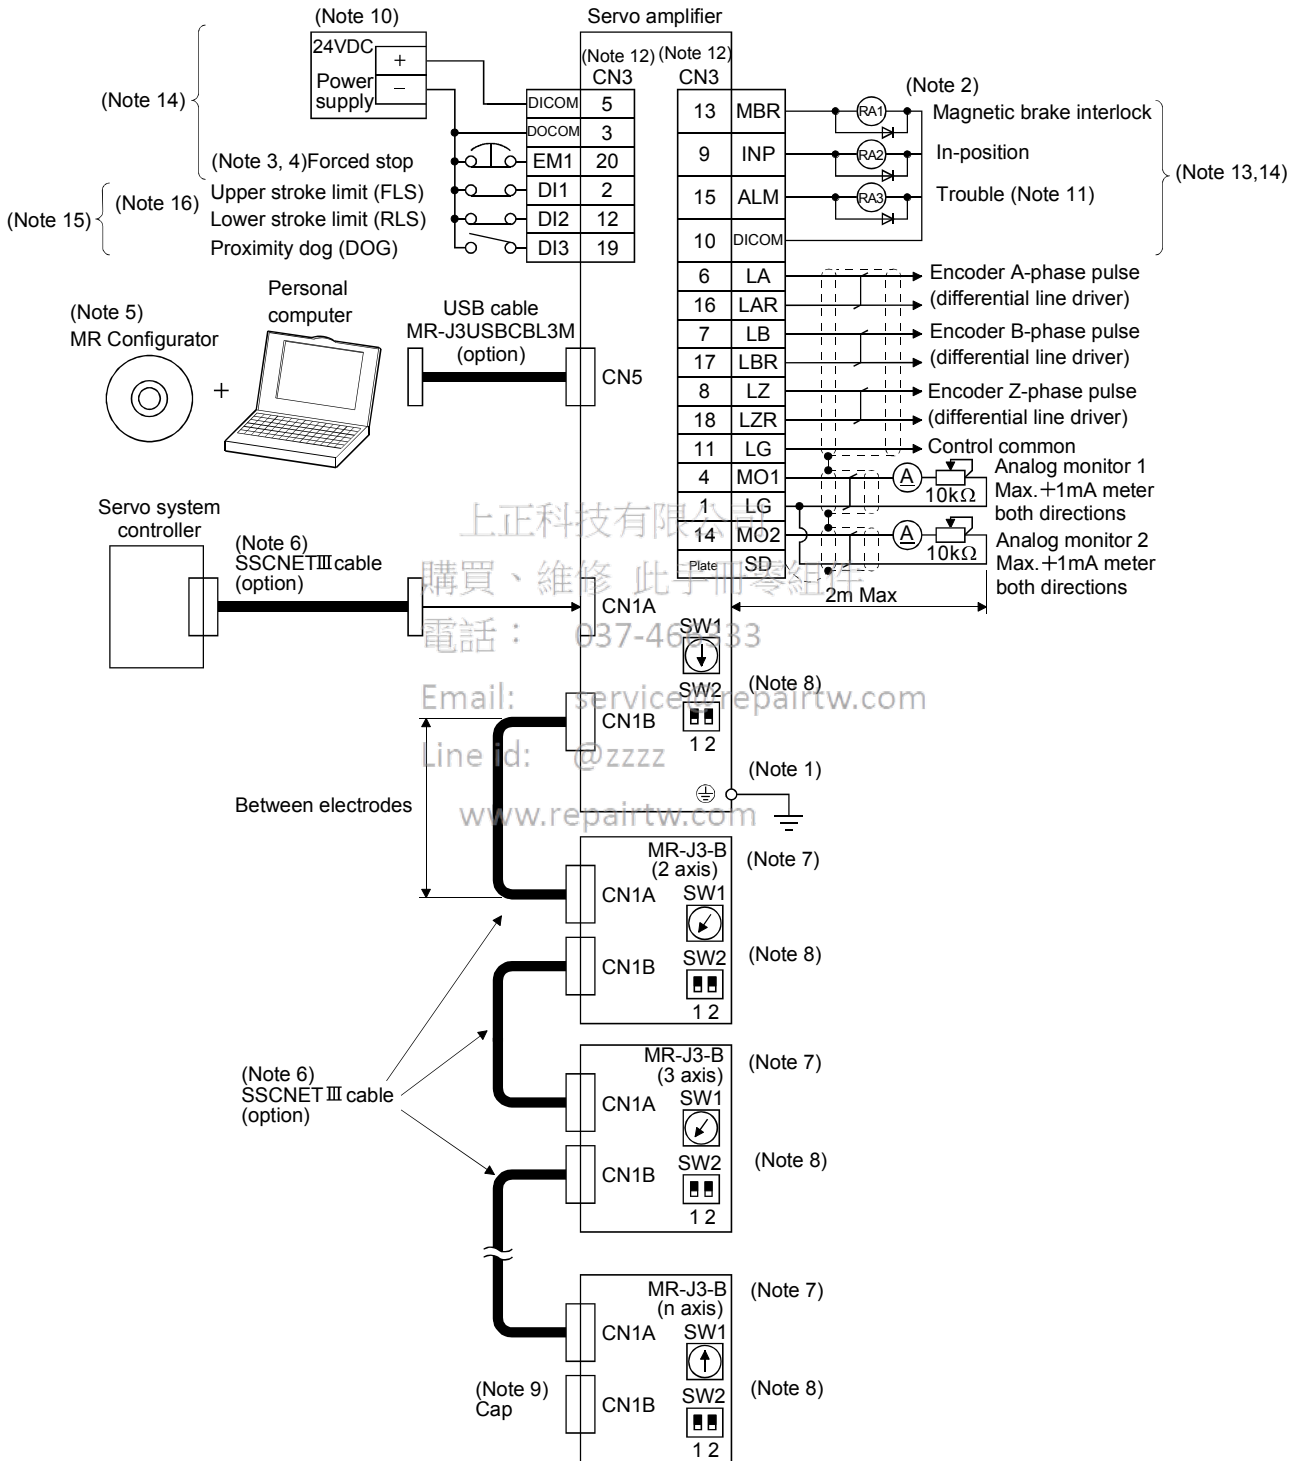 (Note 10)
Servo amplifier
24VDC
+
Power
supply
−
(Note 14)
(Note 12)
CN3
(Note 12)
CN3
DICOM 5
DOCOM 3
(Note 3, 4)Forced stop
EM1 20
Upper stroke limit (FLS)
DI1 2
(Note 15)
(Note 16)
Lower stroke limit (RLS)
DI2 12
Proximity dog (DOG)
DI3 19
(Note 2)
13 MBR
RA1
Magnetic brake interlock
9 INP
RA2
In-position
(Note 13,14)
15 ALM
RA3
Trouble (Note 11)
10 DICOM
6 LA
Encoder A-phase pulse
16 LAR
(differential line driver)
7 LB
Encoder B-phase pulse
17 LBR
(differential line driver)
8 LZ
Encoder Z-phase pulse
18 LZR
(differential line driver)
11 LG
Control common
4 MO1
A
10kΩ
Analog monitor 1
Max.+1mA meter
both directions
1 LG
14 MO2
A
10kΩ
Analog monitor 2
Max.+1mA meter
both directions
Plate SD
2m Max
(Note 5)
MR Configurator
+
Personal
computer
USB cable
MR-J3USBCBL3M
(option)
CN5
Servo system
controller
(Note 6)
SSCNETⅢ cable
(option)
CN1A
SW1
(Note 8)
SW2
1 2
CN1B
(Note 1)
Between electrodes
上正科技有限公司
購買、維修 此手冊零組件
電話： 037-466333
Email: service@repairtw.com
Line id: @zzzz
www.repairtw.com
MR-J3-B
(2 axis)
(Note 7)
CN1A
SW1
CN1B
SW2
(Note 8)
1 2
(Note 6)
SSCNETⅢ cable
(option)
MR-J3-B
(3 axis)
(Note 7)
CN1A
SW1
CN1B
SW2
(Note 8)
1 2
MR-J3-B
(n axis)
(Note 7)
CN1A
SW1
(Note 9)
Cap
CN1B
SW2
(Note 8)
1 2